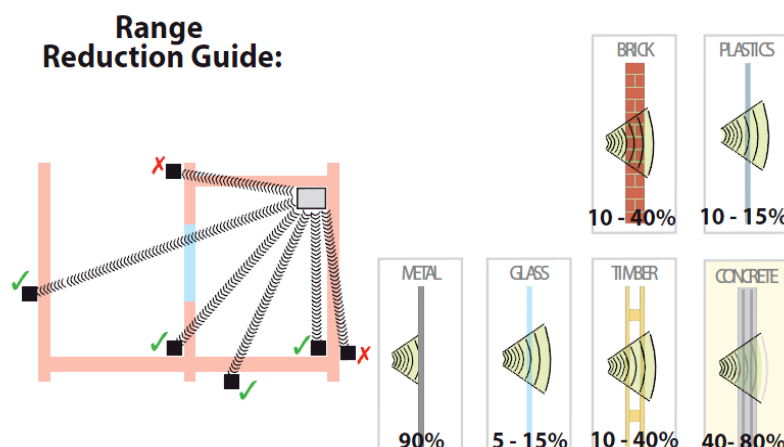 Range
Reduction Guide:
BRICK
PLASTICS
10 - 40%
10 - 15%
METAL
GLASS
TIMBER
CONCRETE
90%
5 - 15%
10 - 40%
40- 80%